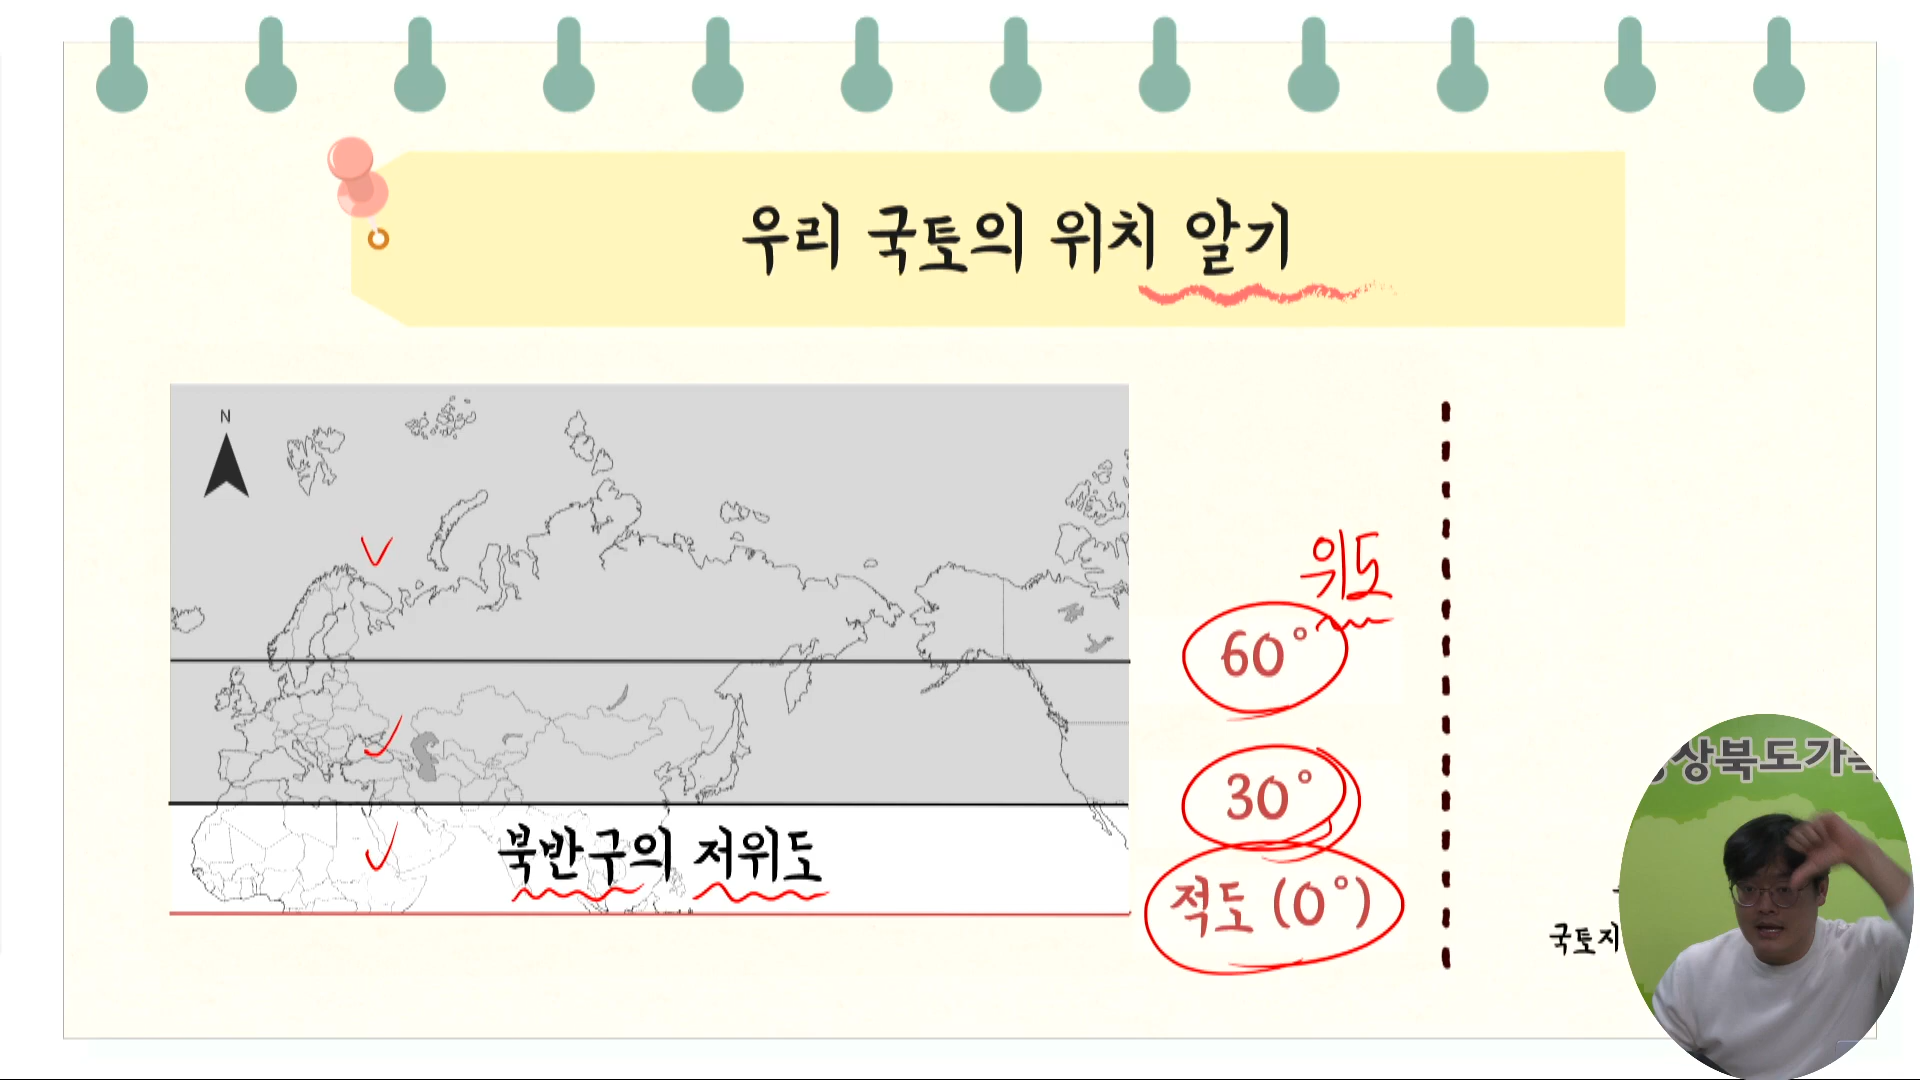 우리 국토의 위치 알기
N
위도
60°
30°
북반구의 저위도
적도 (0°)
상북도가
국토지